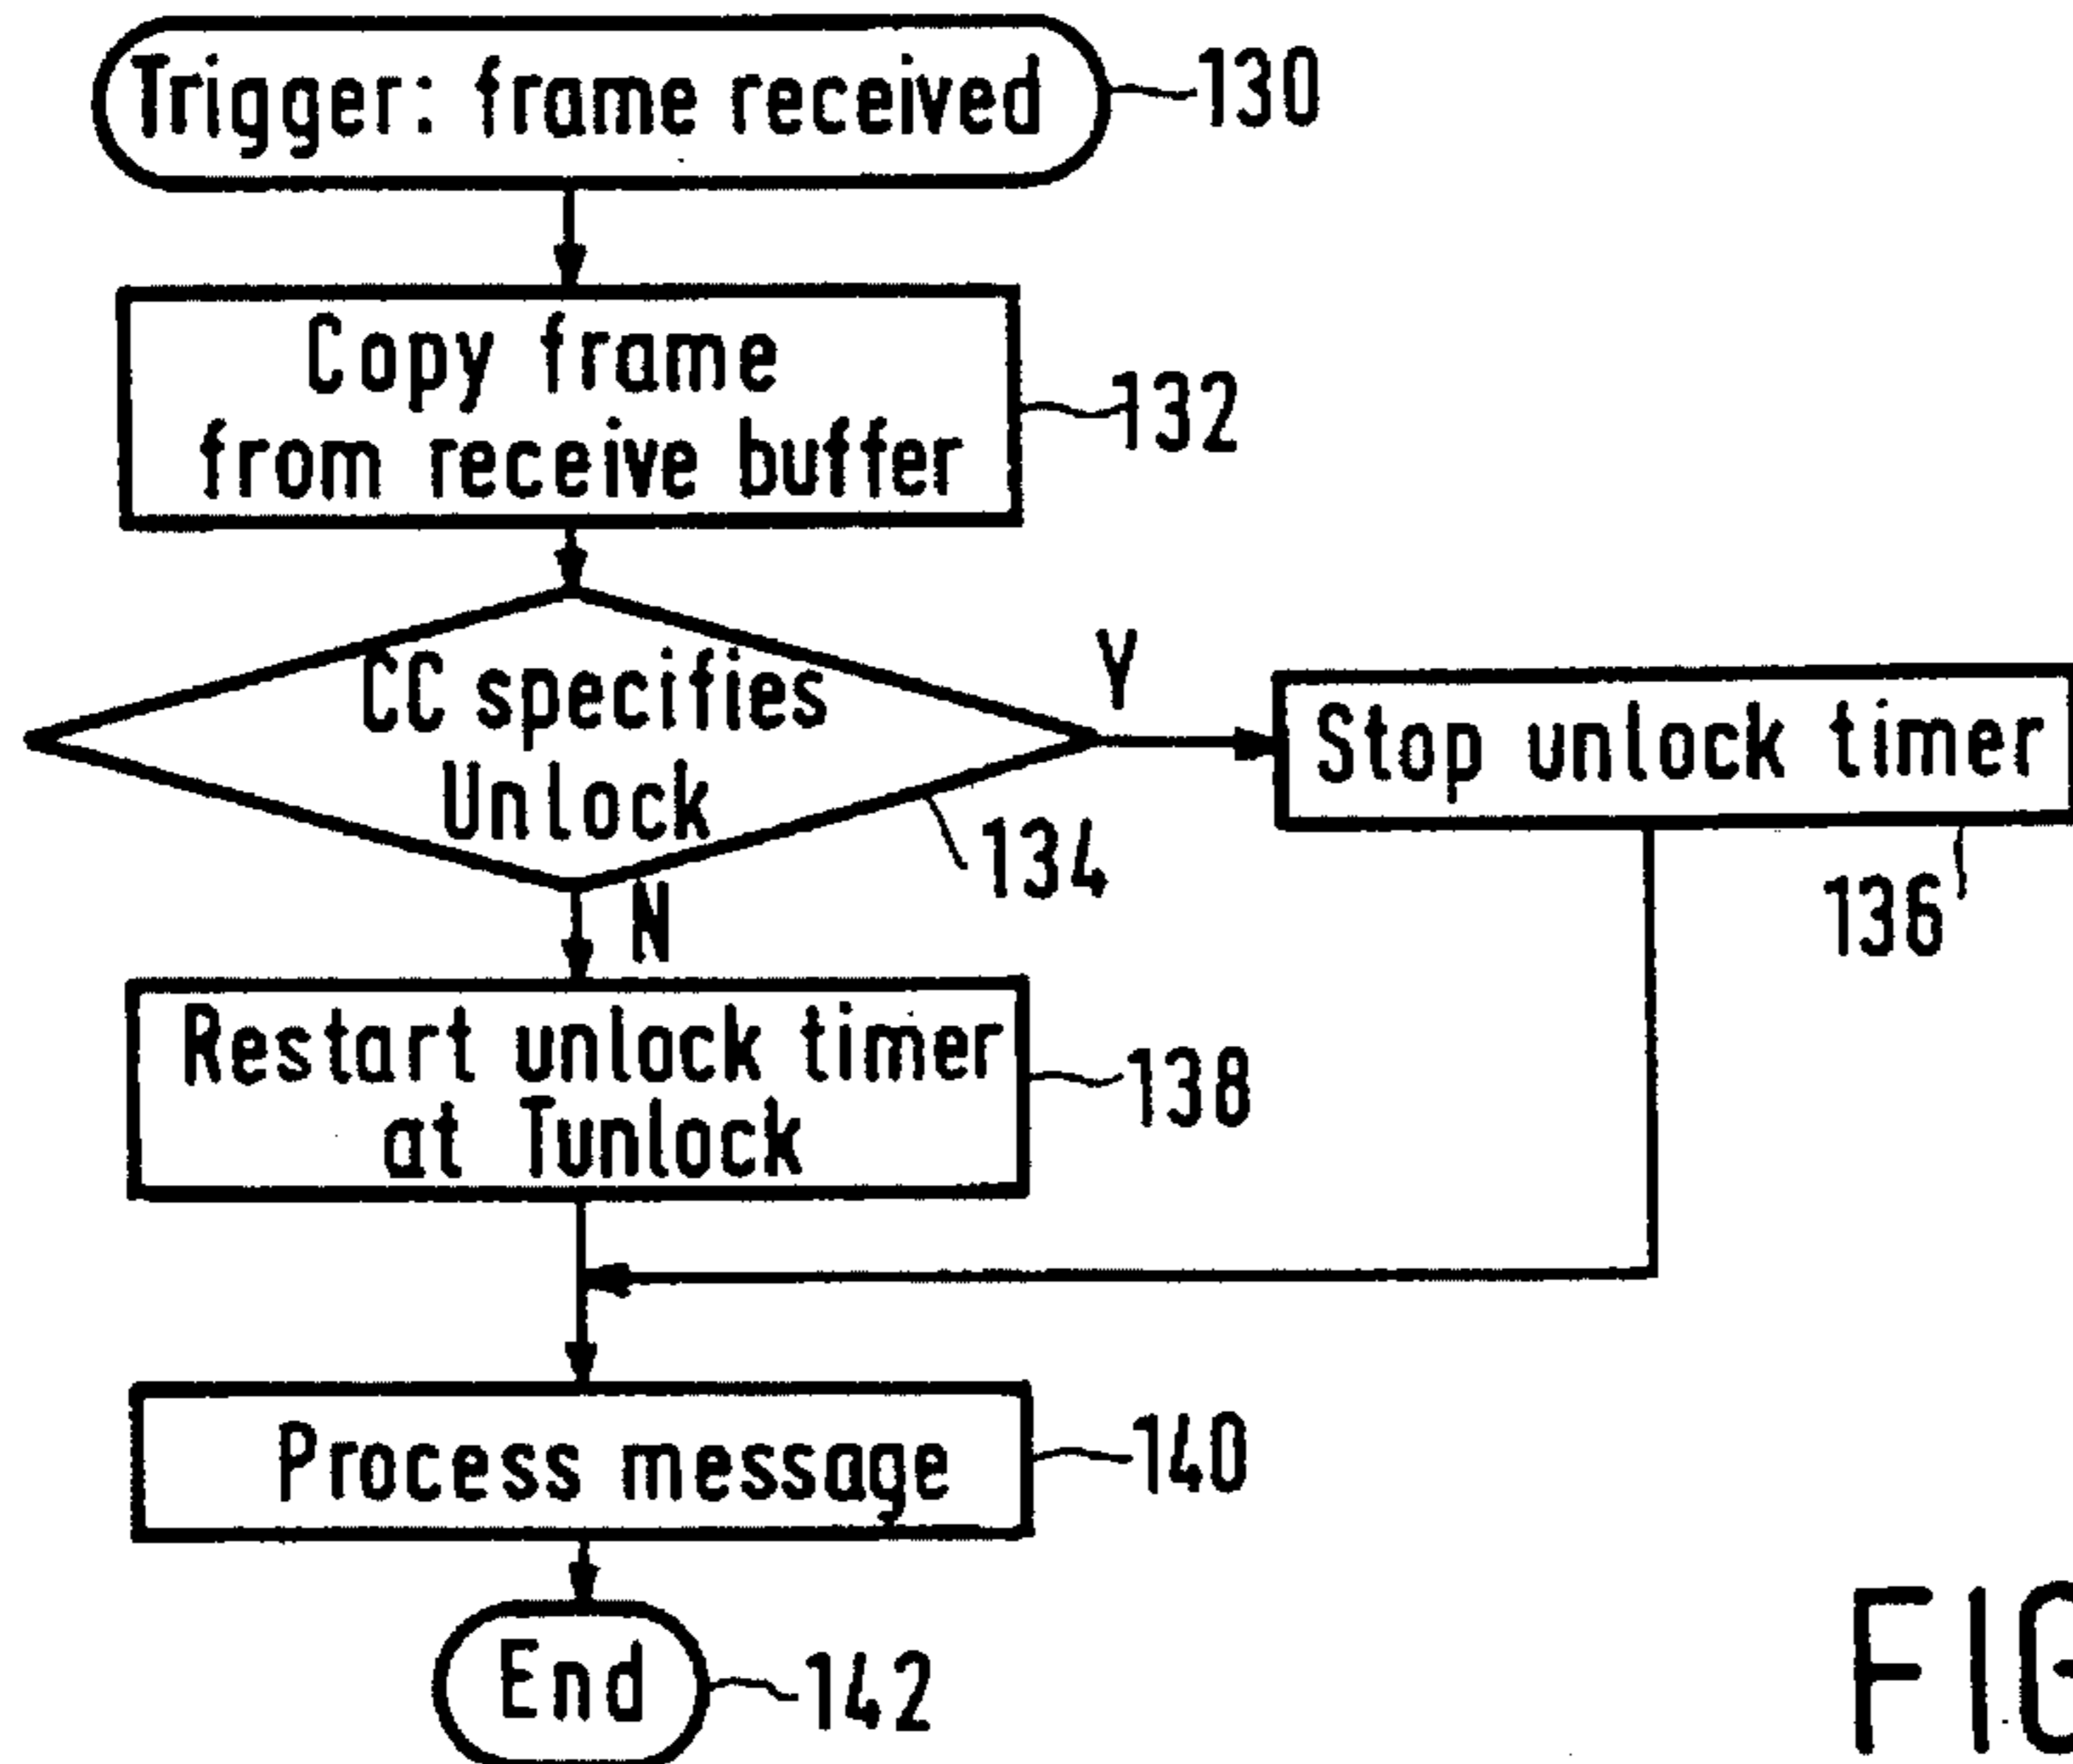 Trigger: frame received
130
Copy frame
from receive buffer
132
CC specifies
Unlock
Y
134
N
Stop unlock timer
136
Restart unlock timer
at Tunlock
138
Process message
140
End
142
FIG